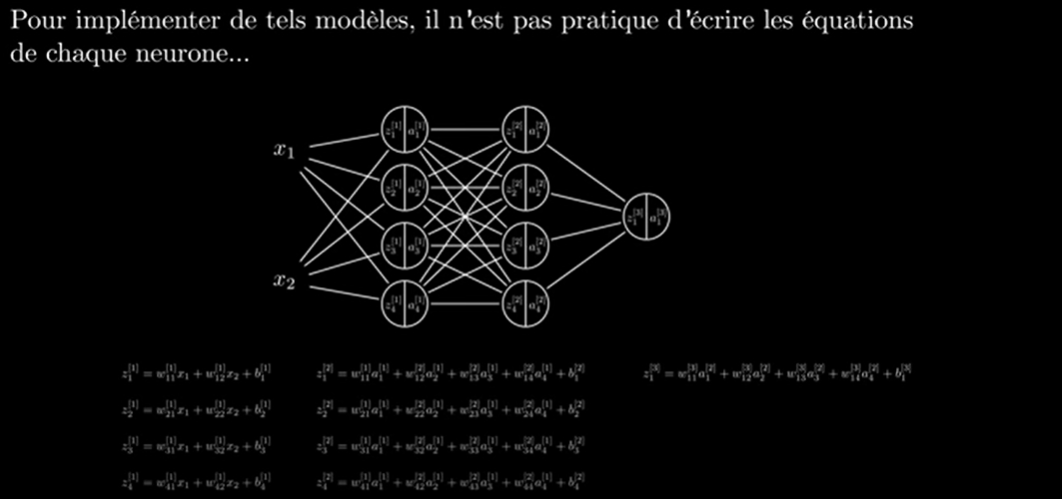 Pour implémenter de tels modèles, il n'est pas pratique d'écrire les équations
de chaque neurone...
z_1^{[1]} a_1^{[1]} z_1^{[2]} a_1^{[2]}
x_1
z_2^{[1]} a_2^{[1]} z_2^{[2]} a_2^{[2]}
z_1^{[3]} a_1^{[3]}
z_3^{[1]} a_3^{[1]} z_3^{[2]} a_3^{[2]}
x_2
z_4^{[1]} a_4^{[1]} z_4^{[2]} a_4^{[2]}
z_1^{[1]} = w_{11}^{[1]}x_1 + w_{12}^{[1]}x_2 + b_1^{[1]} z_1^{[2]} = w_{11}^{[1]}a_1^{[1]} + w_{12}^{[2]}a_2^{[1]} + w_{13}^{[2]}a_3^{[1]} + w_{14}^{[2]}a_4^{[1]} + b_1^{[2]} z_1^{[3]} = w_{11}^{[3]}a_1^{[2]} + w_{12}^{[3]}a_2^{[2]} + w_{13}^{[3]}a_3^{[2]} + w_{14}^{[3]}a_4^{[2]} + b_1^{[3]}
z_2^{[1]} = w_{21}^{[1]}x_1 + w_{22}^{[1]}x_2 + b_2^{[1]} z_2^{[2]} = w_{21}^{[1]}a_1^{[1]} + w_{22}^{[2]}a_2^{[1]} + w_{23}^{[2]}a_3^{[1]} + w_{24}^{[2]}a_4^{[1]} + b_2^{[2]}
z_3^{[1]} = w_{31}^{[1]}x_1 + w_{32}^{[1]}x_2 + b_3^{[1]} z_3^{[2]} = w_{31}^{[1]}a_1^{[1]} + w_{32}^{[2]}a_2^{[1]} + w_{33}^{[2]}a_3^{[1]} + w_{34}^{[2]}a_4^{[1]} + b_3^{[2]}
z_4^{[1]} = w_{41}^{[1]}x_1 + w_{42}^{[1]}x_2 + b_4^{[1]} z_4^{[2]} = w_{41}^{[1]}a_1^{[1]} + w_{42}^{[2]}a_2^{[1]} + w_{43}^{[2]}a_3^{[1]} + w_{44}^{[2]}a_4^{[1]} + b_4^{[2]}